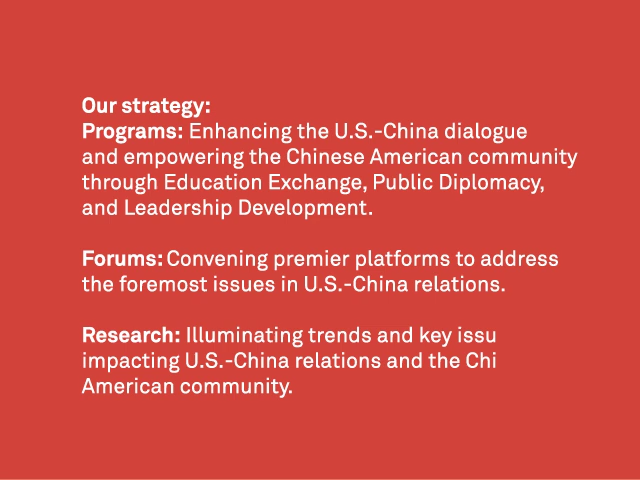 Our strategy:
Programs: Enhancing the U.S.-China dialogue
and empowering the Chinese American community
through Education Exchange, Public Diplomacy,
and Leadership Development.
Forums: Convening premier platforms to address
the foremost issues in U.S.-China relations.
Research: Illuminating trends and key issu
impacting U.S.-China relations and the Chi
American community.